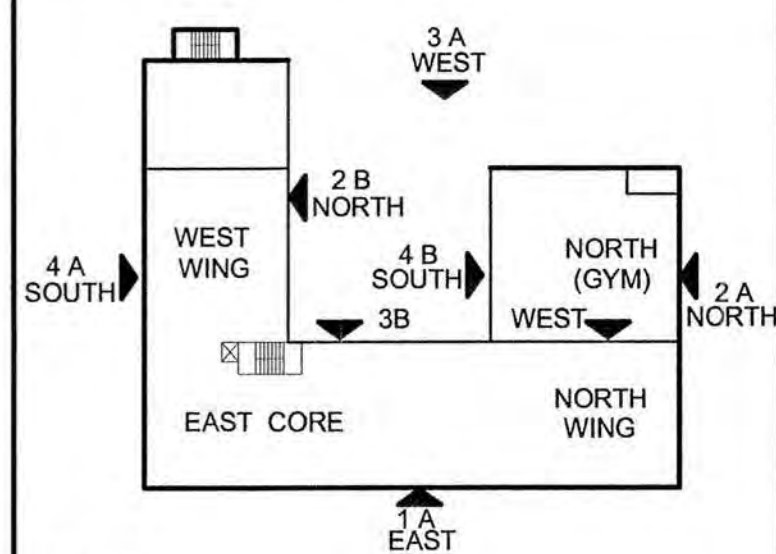 3 A
WEST
2 B
NORTH
WEST
WING
4 A
SOUTH
4 B
SOUTH
NORTH
(GYM)
2 A
NORTH
3B
WEST
EAST CORE
NORTH
WING
1 A
EAST